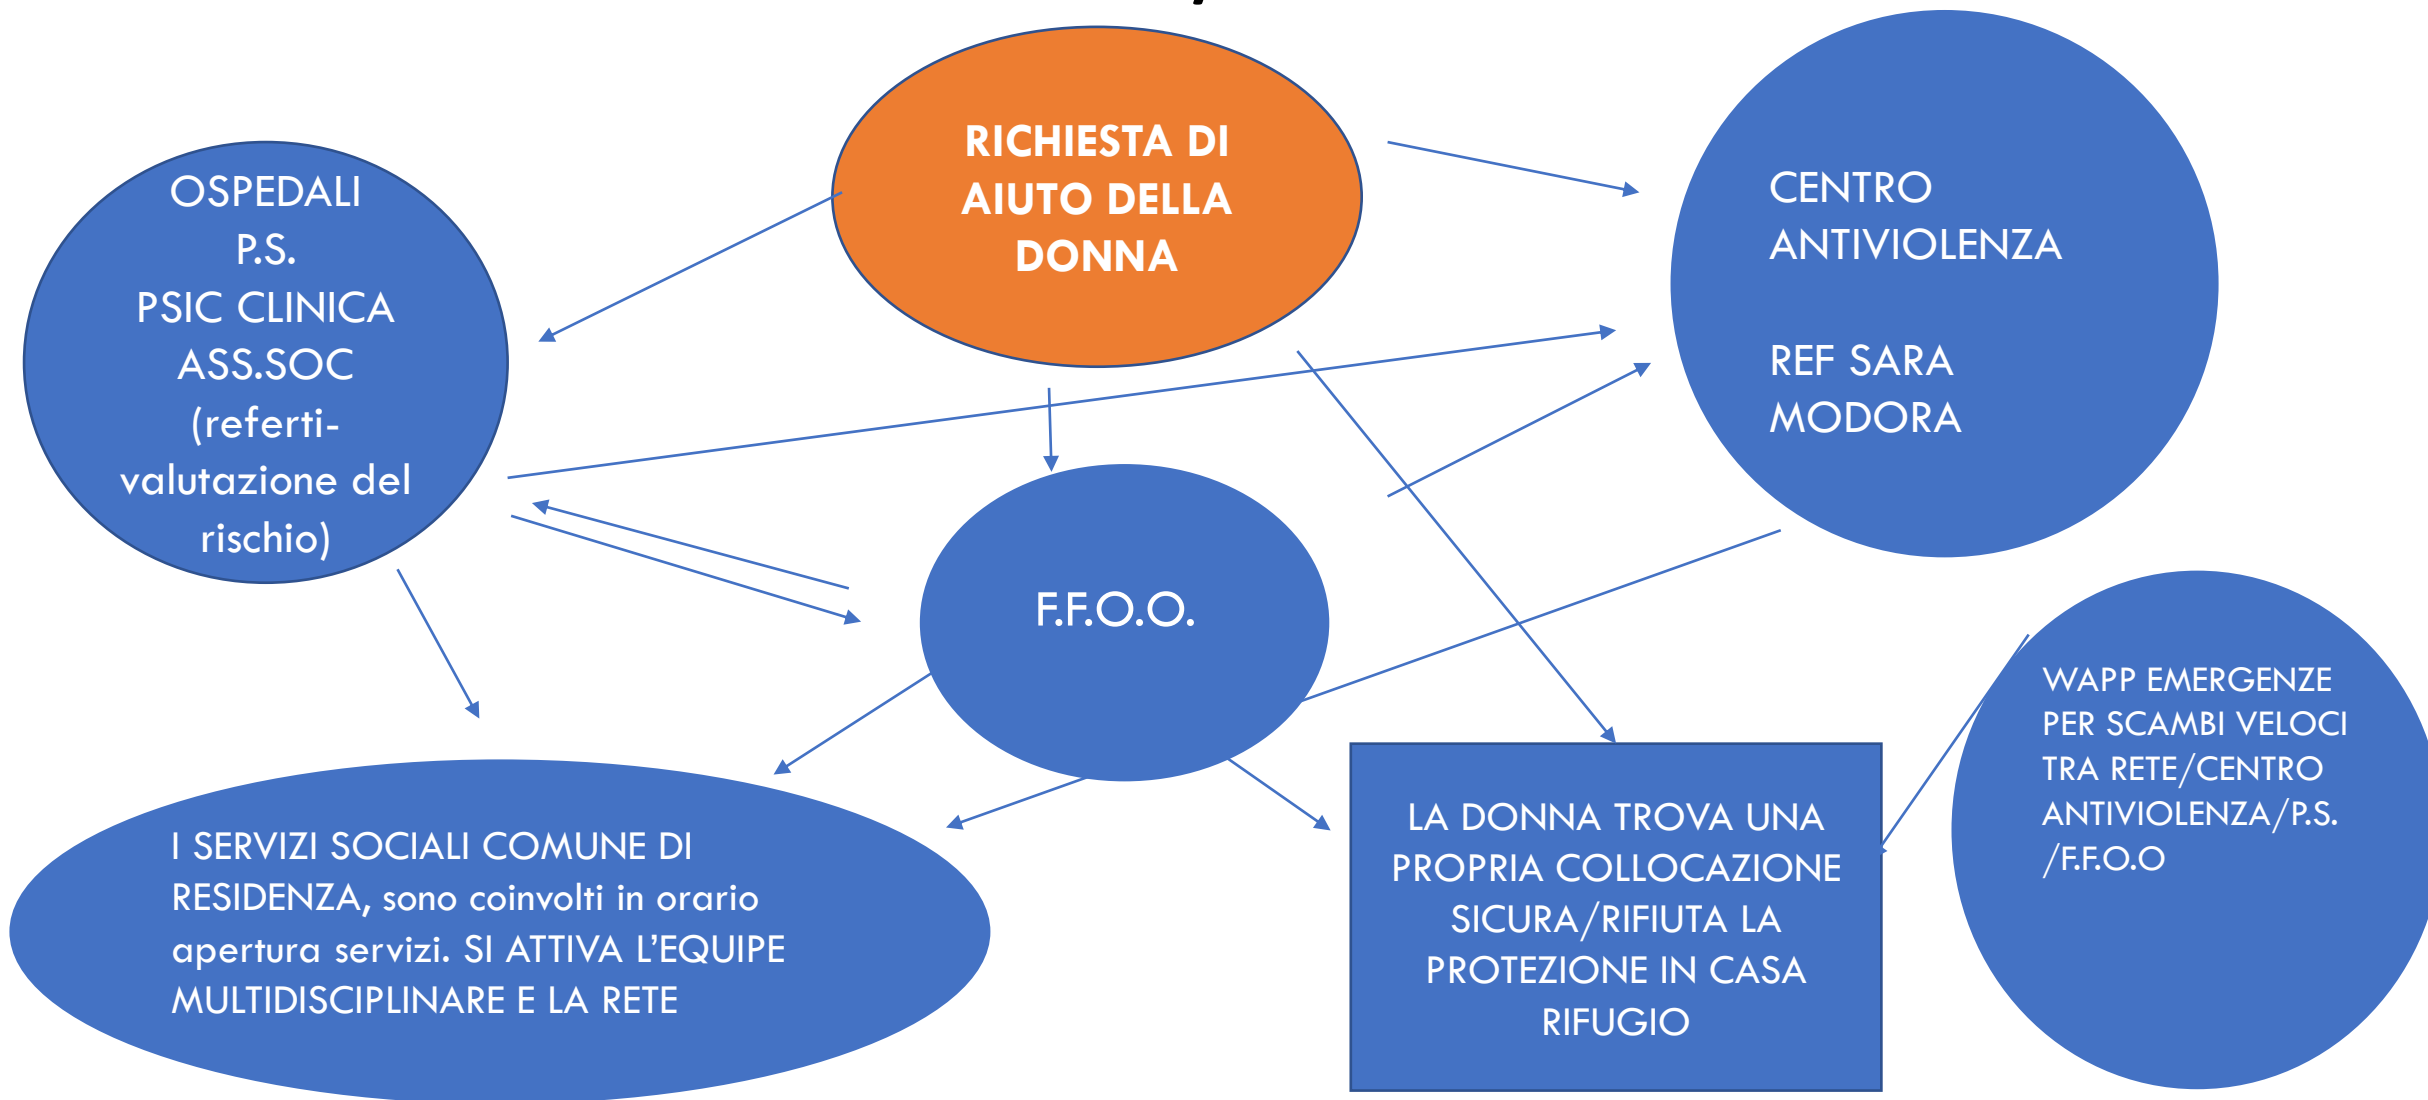 RICHIESTA DI
AIUTO DELLA
DONNA
OSPEDALI
P.S.
PSIC CLINICA
ASS.SOC
(referti-
valutazione del
rischio)
CENTRO
ANTIVIOLENZA
REF SARA
MODORA
F.F.O.O.
WAPP EMERGENZE
PER SCAMBI VELOCI
TRA RETE/CENTRO
ANTIVIOLENZA/P.S.
/F.F.O.O
I SERVIZI SOCIALI COMUNE DI
RESIDENZA, sono coinvolti in orario
apertura servizi. SI ATTIVA L'EQUIPE
MULTIDISCIPLINARE E LA RETE
LA DONNA TROVA UNA
PROPRIA COLLOCAZIONE
SICURA/RIFIUTA LA
PROTEZIONE IN CASA
RIFUGIO